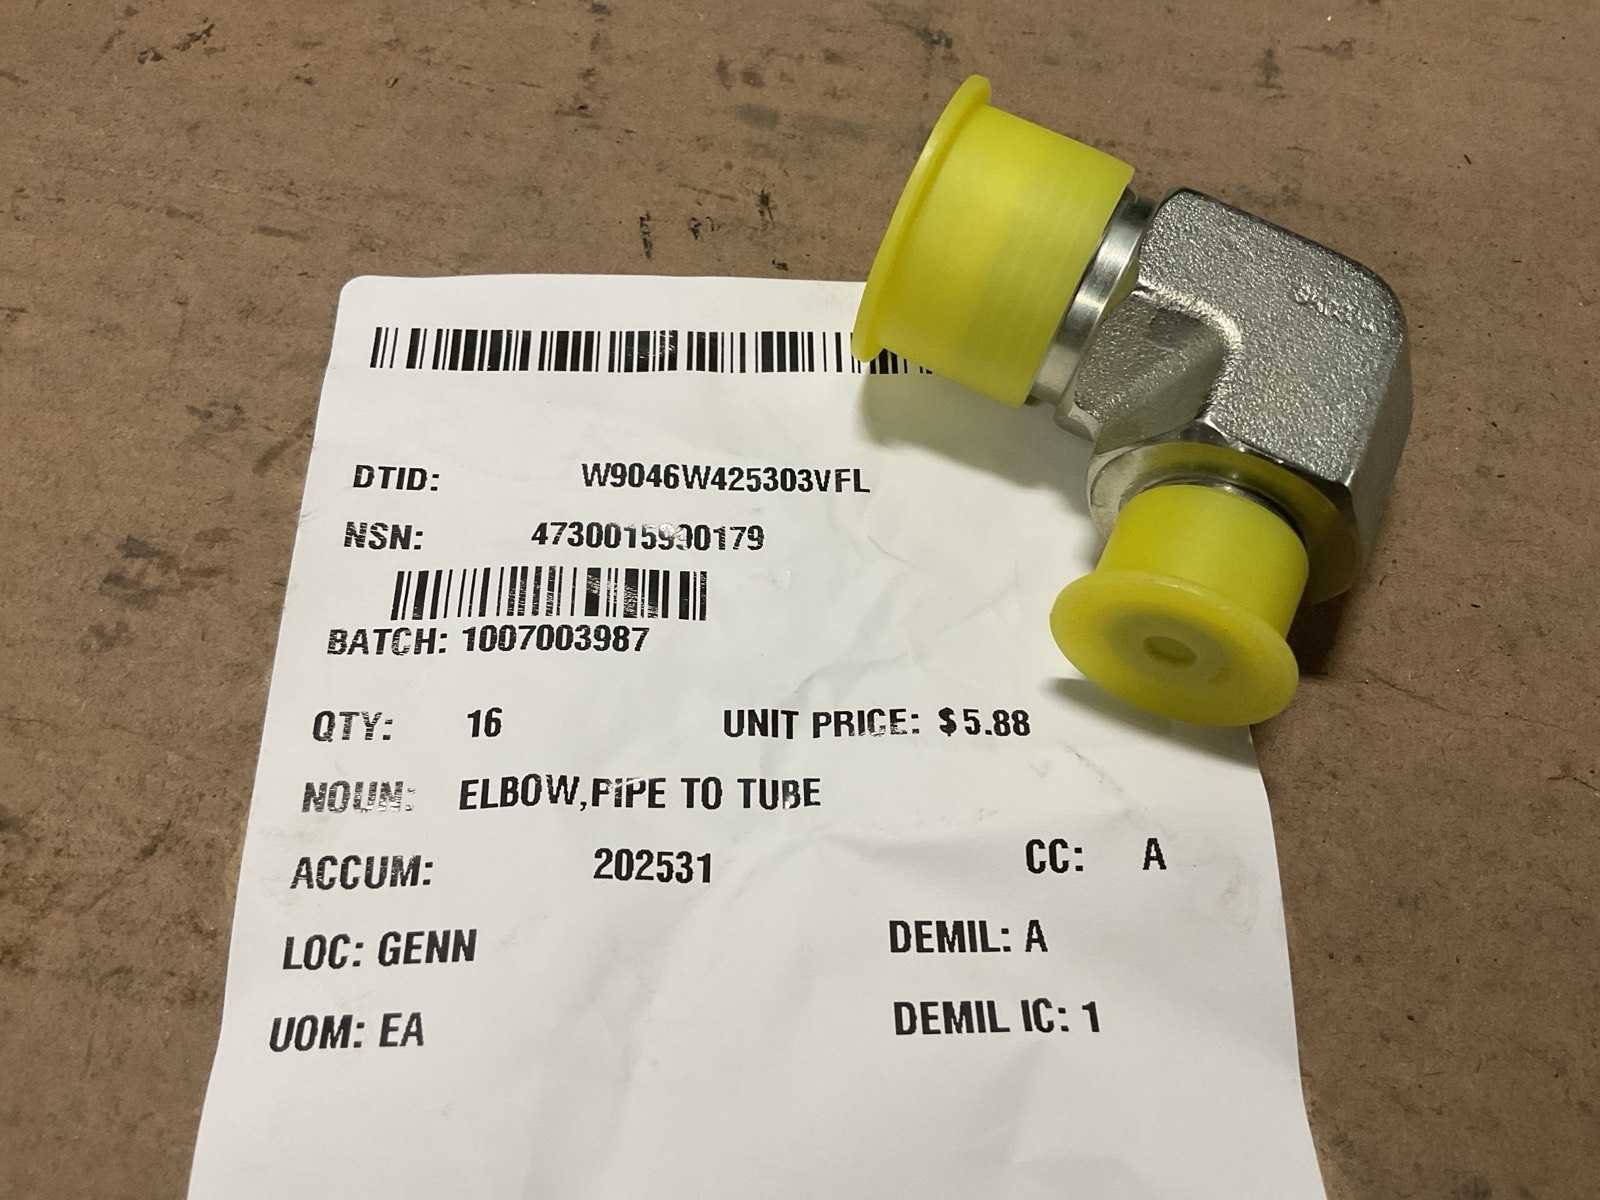 DTID: W9046W425303VFL
NSN: 4730015990179
BATCH: 1007003987
QTY: 16 UNIT PRICE: $5.88
NOUN: ELBOW,PIPE TO TUBE
ACCUM: 202531 CC: A
LOC: GENN DEMIL: A
UOM: EA DEMIL IC: 1